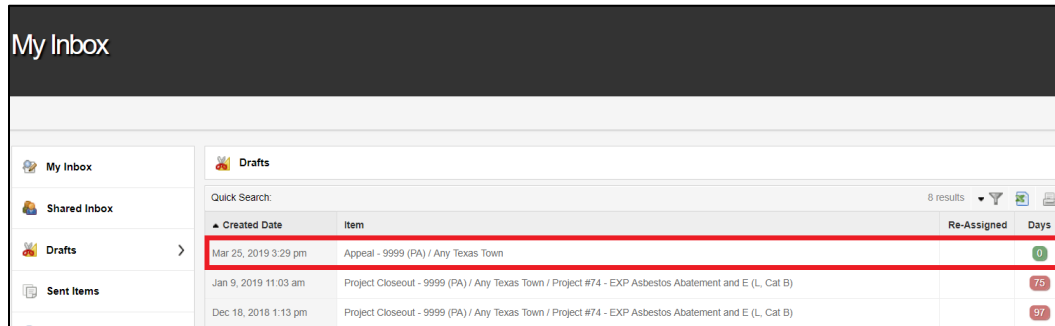 My Inbox
My Inbox
Drafts
Shared Inbox
Quick Search:
8 results
Created Date Item Re-Assigned Days
Drafts
Mar 25, 2019 3:29 pm Appeal - 9999 (PA) / Any Texas Town 0
Sent Items
Jan 9, 2019 11:03 am Project Closeout - 9999 (PA) / Any Texas Town / Project #74 - EXP Asbestos Abatement and E (L, Cat B) 75
Dec 18, 2018 1:13 pm Project Closeout - 9999 (PA) / Any Texas Town / Project #74 - EXP Asbestos Abatement and E (L, Cat B) 97